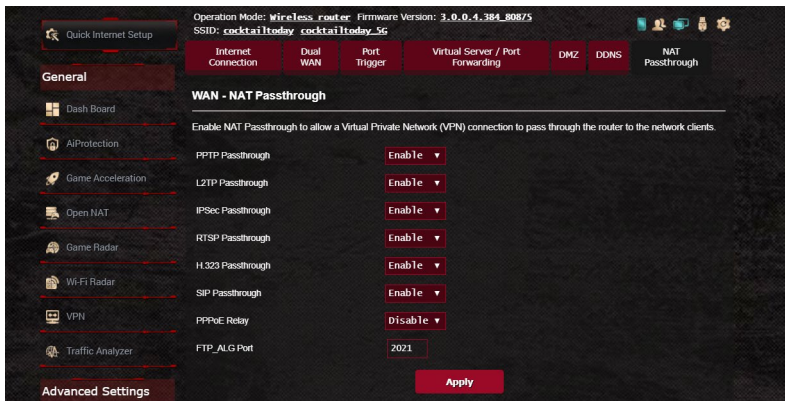 Operation Mode: Wireless router Firmware Version: 3.0.0.4.384_80875
SSID: cocktailtoday cocktailtoday_5G
Quick Internet Setup
General
Dash Board
AiProtection
Game Acceleration
Open NAT
Game Radar
Wi-Fi Radar
VPN
Traffic Analyzer
Advanced Settings
Internet Connection
Dual WAN
Port Trigger
Virtual Server / Port Forwarding
DMZ
DDNS
NAT Passthrough
WAN - NAT Passthrough
Enable NAT Passthrough to allow a Virtual Private Network (VPN) connection to pass through the router to the network clients.
PPTP Passthrough Enable
L2TP Passthrough Enable
IPSec Passthrough Enable
RTSP Passthrough Enable
H.323 Passthrough Enable
SIP Passthrough Enable
PPPoE Relay Disable
FTP_ALG Port 2021
Apply